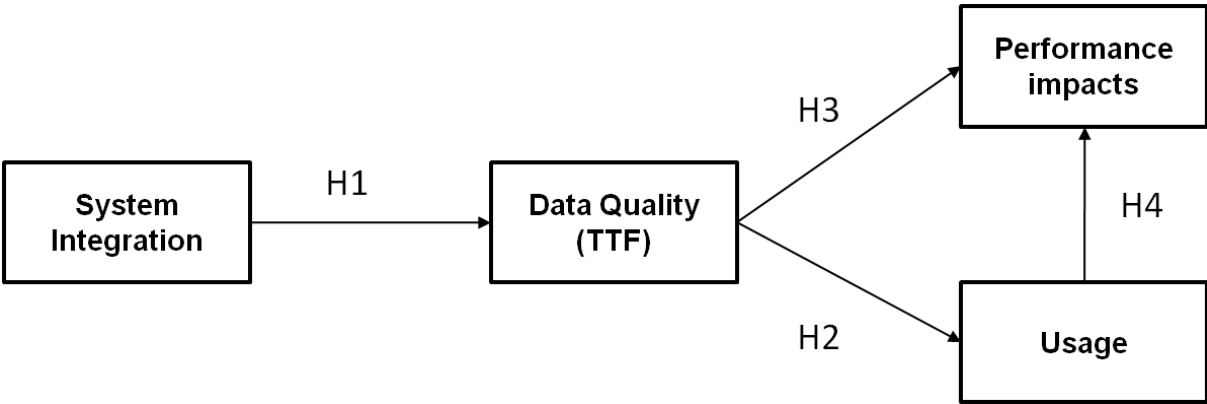 System
Integration
H1
Data Quality
(TTF)
H3
H2
Performance
impacts
H4
Usage